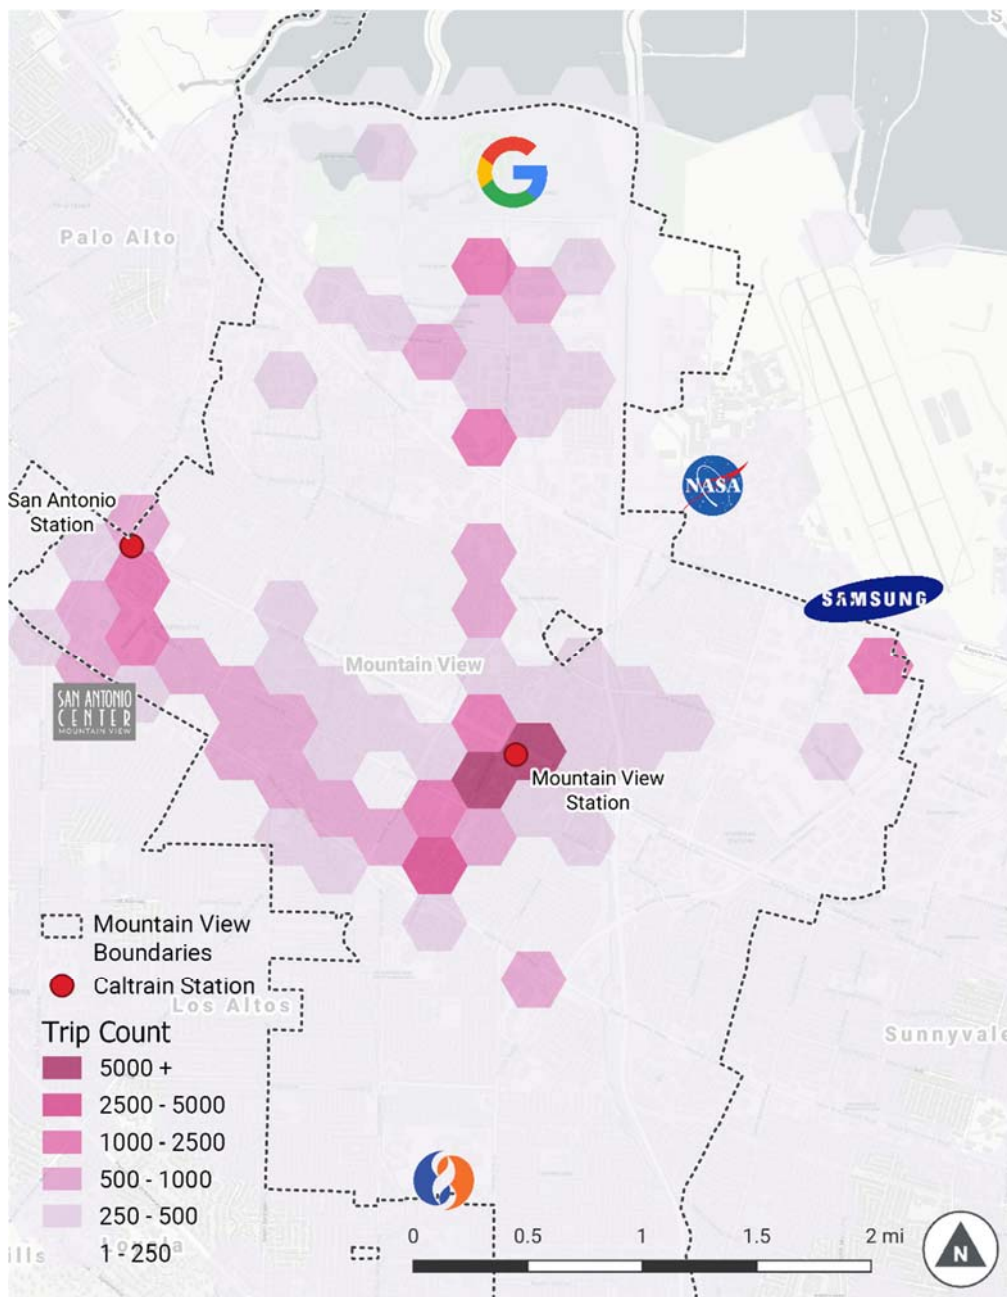 S
Palo Alto
NASA
San Antonio
Station
SAMSUNG
Mountain View
SAN ANTONIO
CENTER
MOUNTAIN VIEW
Mountain View
Station
Mountain View
Boundaries
Caltrain Station
Los Altos
Trip Count
Sunnyvale
5000 +
2500 - 5000
1000 - 2500
500 - 1000
250 - 500
1 - 250
ills
0
0.5
1
1.5
2 mi
N